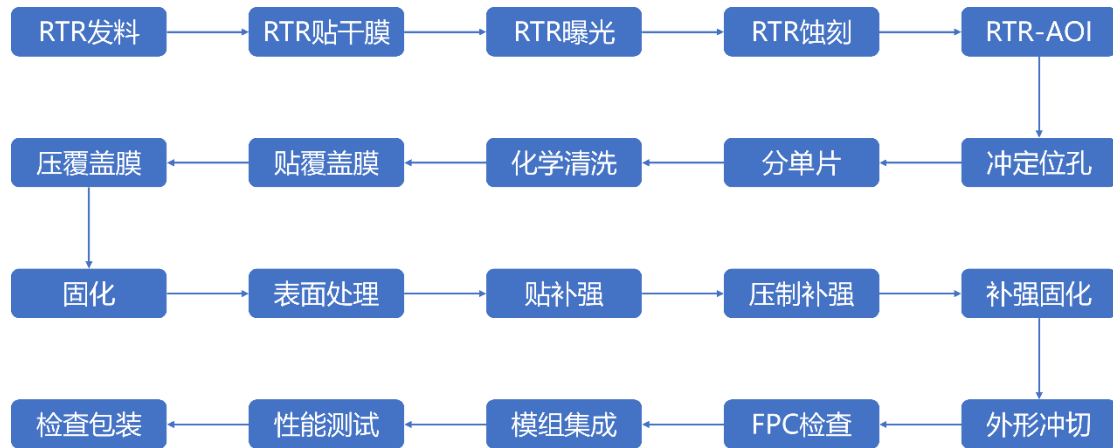 RTR发料
RTR贴干膜
RTR曝光
RTR蚀刻
RTR-AOI
冲定位孔
分单片
化学清洗
贴覆盖膜
压覆盖膜
固化
表面处理
贴补强
压制补强
补强固化
外形冲切
FPC检查
模组集成
性能测试
检查包装